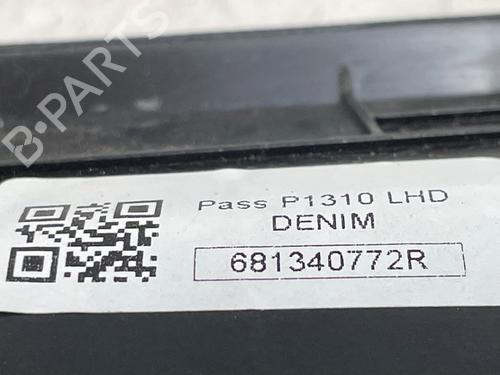 B-PARTS
Pass P1310 LHD
DENIM
681340772R